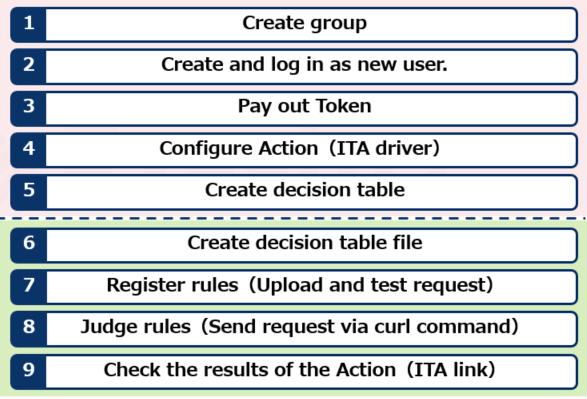 1 Create group
2 Create and log in as new user.
3 Pay out Token
4 Configure Action（ITA driver）
5 Create decision table
6 Create decision table file
7 Register rules（Upload and test request）
8 Judge rules（Send request via curl command）
9 Check the results of the Action（ITA link）